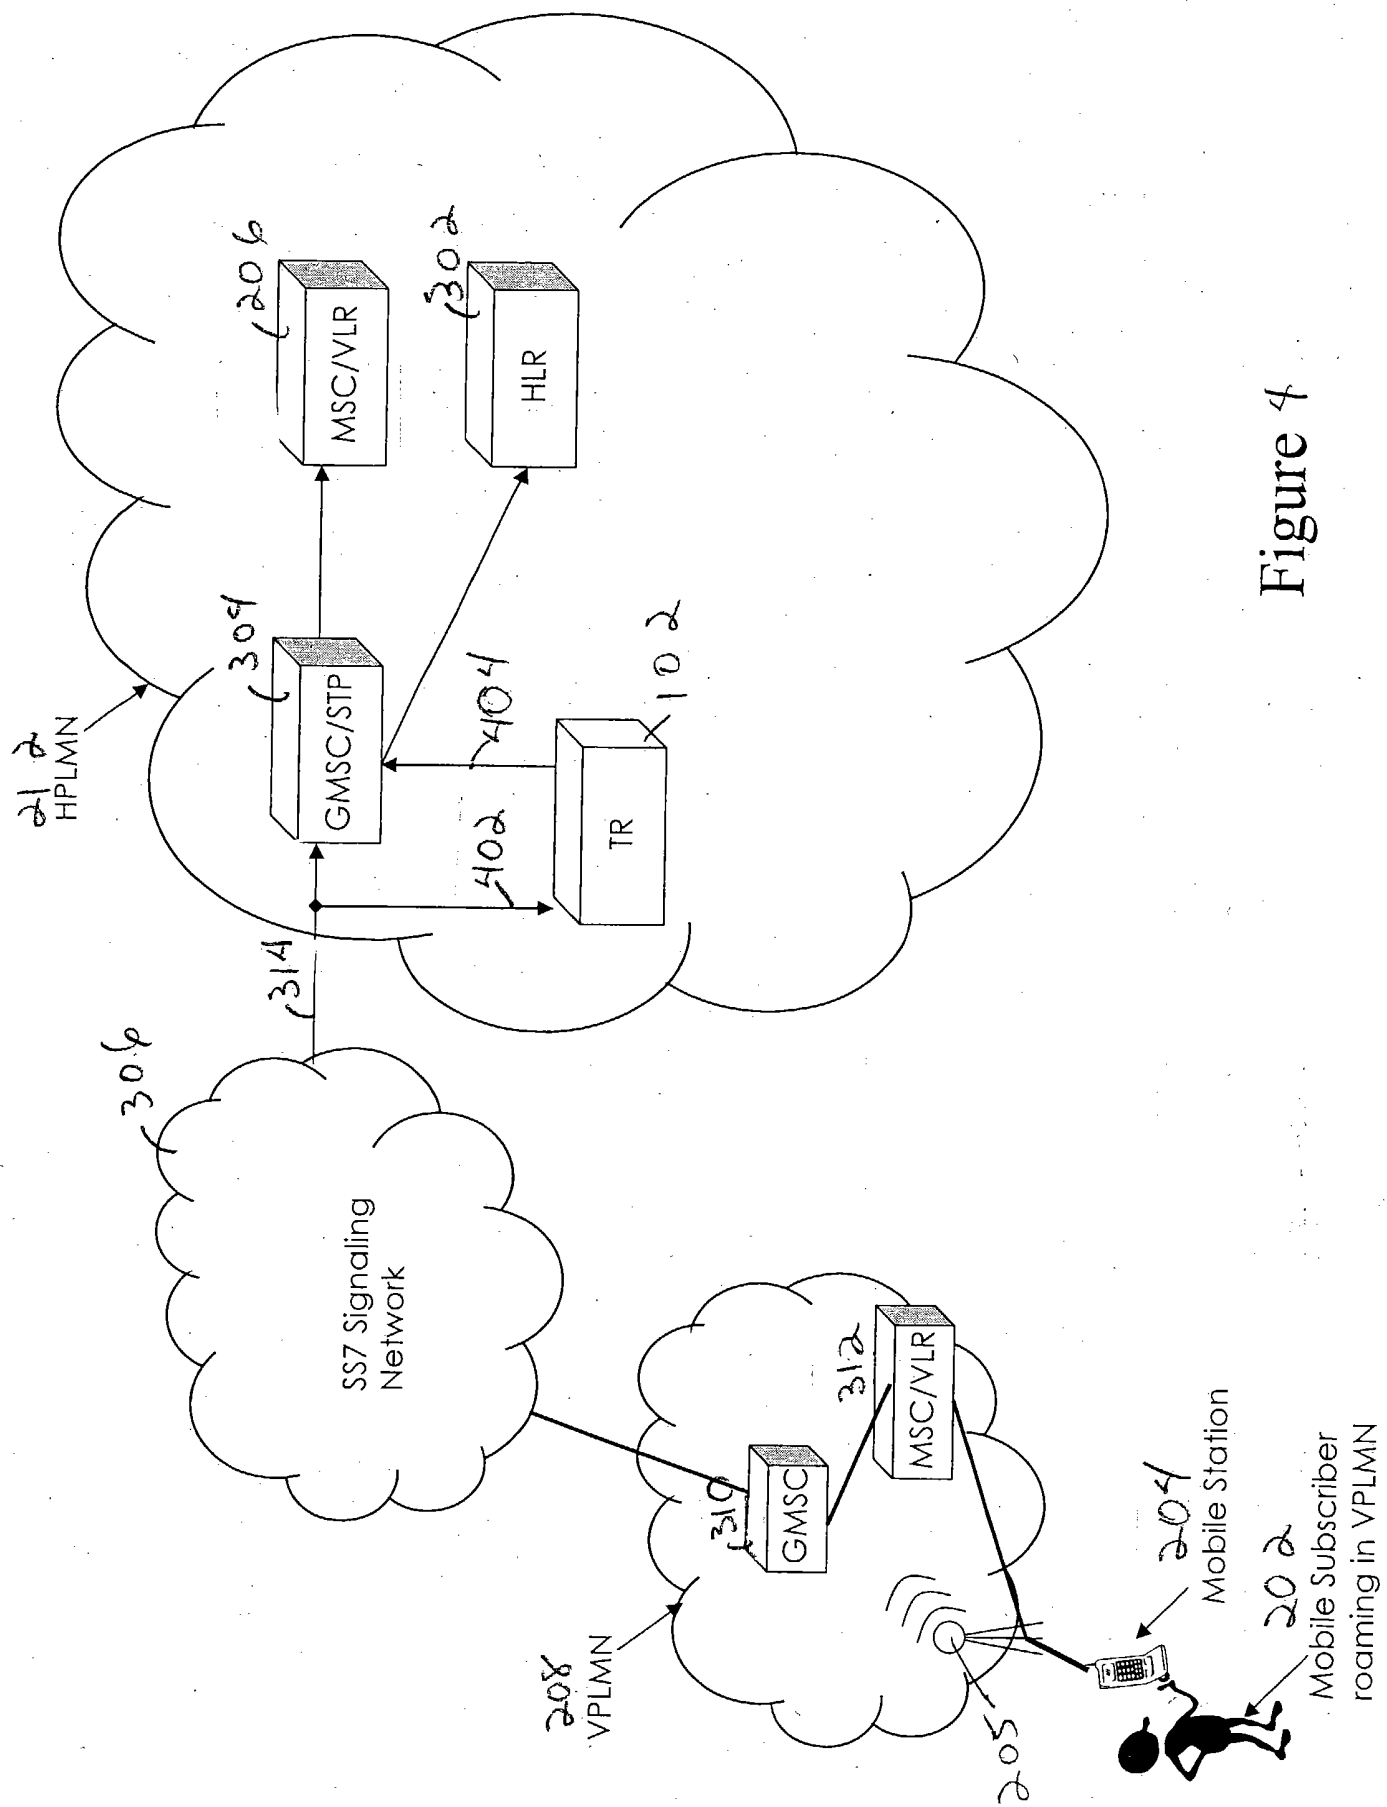 212
HPLMN
304
GMSC/STP
206
MSC/VLR
302
HLR
306
SS7 Signaling
Network
314
402
404
TR
102
208
VPLMN
310
GMSC
312
MSC/VLR
205
204
Mobile Station
202
Mobile Subscriber
roaming in VPLMN
Figure 4